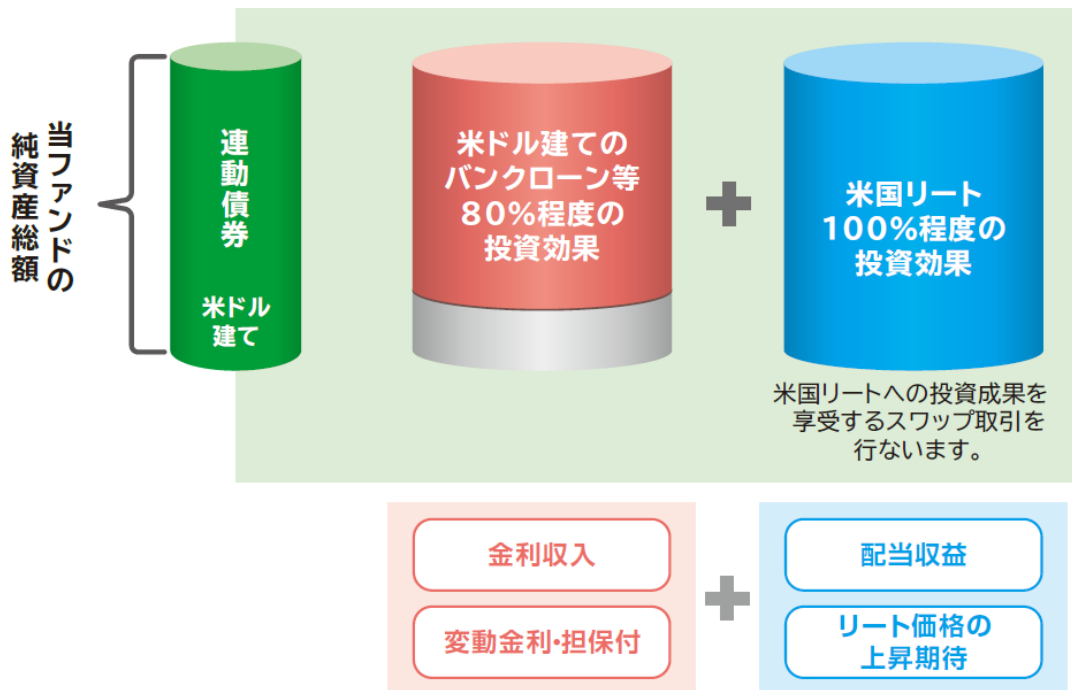 当ファンドの
純資産総額
連動債券
米ドル
建て
米ドル建ての
バンクローン等
80%程度の
投資効果
米国リート
100%程度の
投資効果
米国リートへの投資成果を
享受するスワップ取引を
行ないます。
金利収入
変動金利・担保付
配当収益
リート価格の
上昇期待